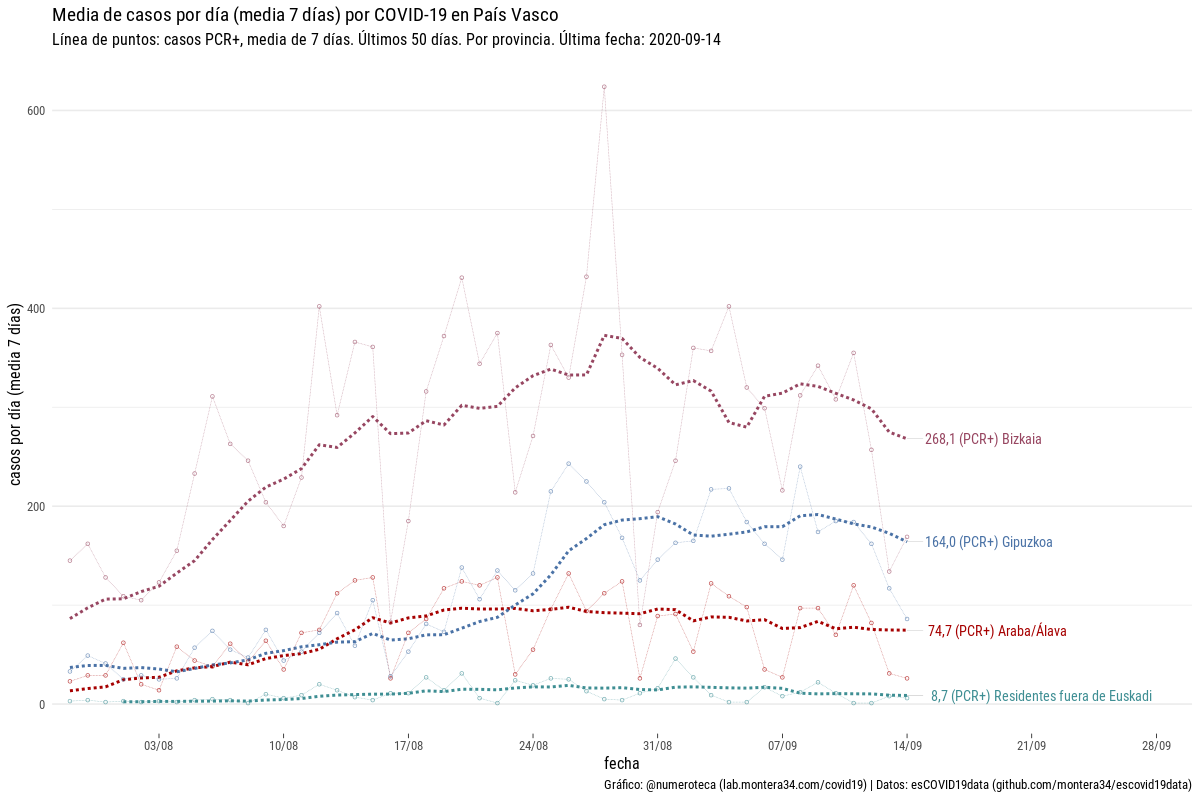 Media de casos por día (media 7 días) por COVID-19 en País Vasco
Línea de puntos: casos PCR+, media de 7 días. Últimos 50 días. Por provincia. Última fecha: 2020-09-14
casos por día (media 7 días)
600
400
200
0
268,1 (PCR+) Bizkaia
164,0 (PCR+) Gipuzkoa
74,7 (PCR+) Araba/Álava
8,7 (PCR+) Residentes fuera de Euskadi
03/08 10/08 17/08 24/08 31/08 07/09 14/09 21/09 28/09
fecha
Gráfico: @numeroteca (lab.montera34.com/covid19) | Datos: esCOVID19data (github.com/montera34/escovid19data)